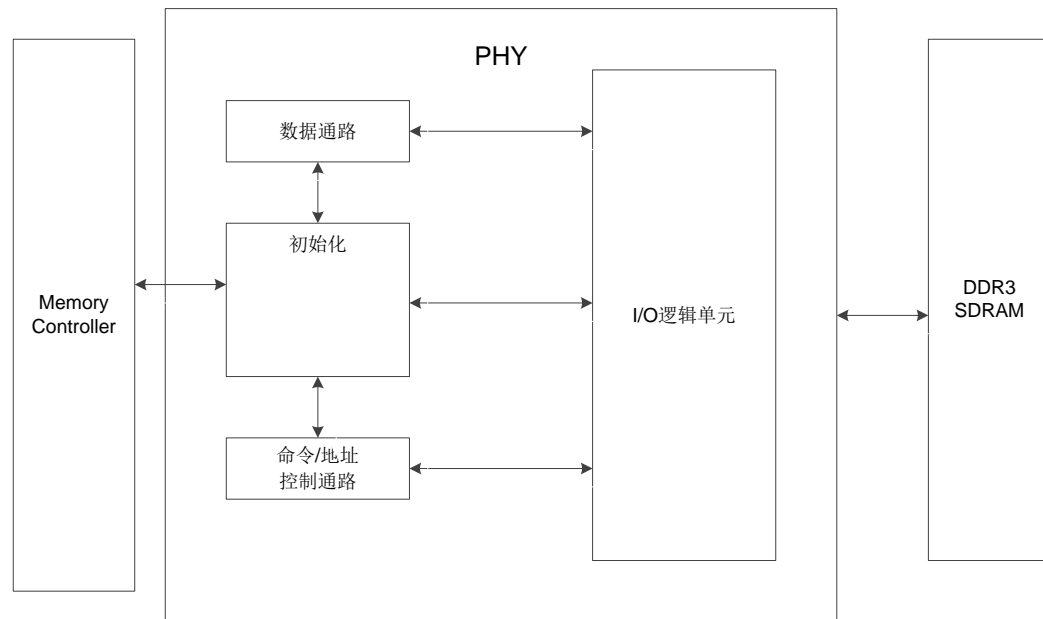 PHY
数据通路
初始化
Memory
Controller
I/O逻辑单元
DDR3
SDRAM
命令/地址
控制通路